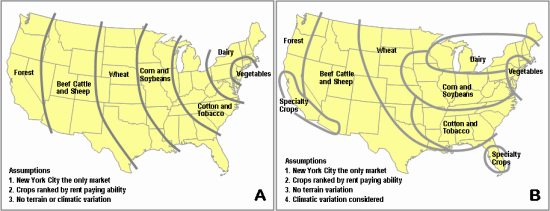 Forest
Beef Cattle
and Sheep
Wheat
Corn and
Soybeans
Dairy
Vegetables
Cotton and
Tobacco
Assumptions
1. New York City the only market
2. Crops ranked by rent paying ability
3. No terrain or climatic variation
A
Forest
Specialty
Crops
Beef Cattle
and Sheep
Wheat
Dairy
Vegetables
Corn and
Soybeans
Cotton and
Tobacco
Specialty
Crops
Assumptions
1. New York City the only market
2. Crops ranked by rent paying ability
3. No terrain variation
4. Climatic variation considered
B